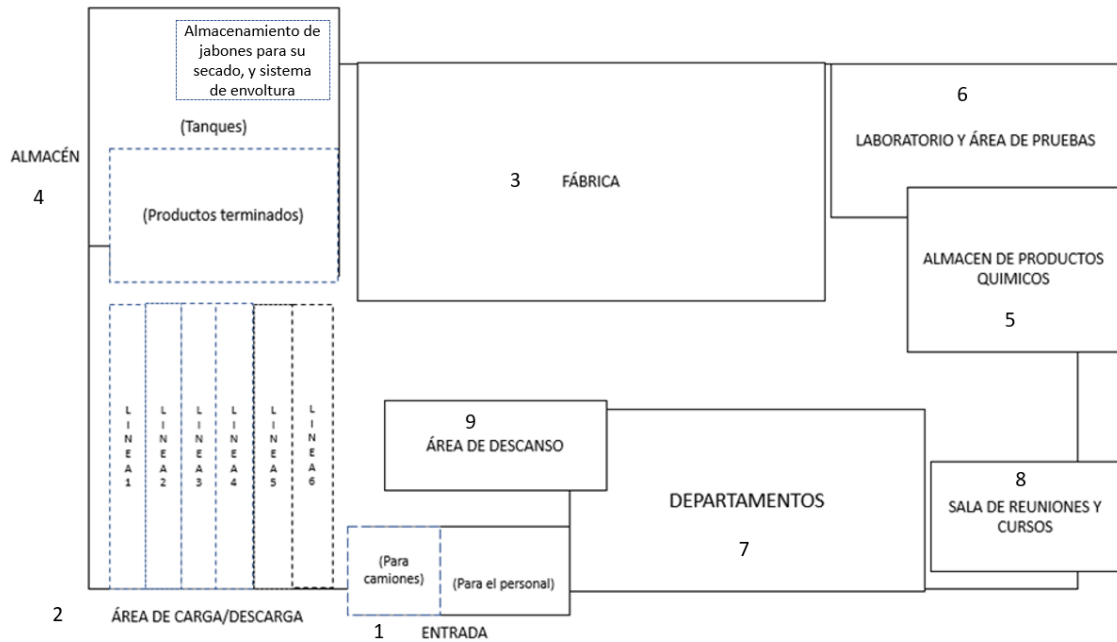 Almacenamiento de
jabones para su
secado, y sistema
de envoltura
(Tanques)
ALMACÉN
4
(Productos terminados)
3 FÁBRICA
6
LABORATORIO Y ÁREA DE PRUEBAS
ALMACEN DE PRODUCTOS
QUIMICOS
5
LINEA1
LINEA2
LINEA3
LINEA4
LINEA5
LINEA6
9
ÁREA DE DESCANSO
DEPARTAMENTOS
7
8
SALA DE REUNIONES Y
CURSOS
(Para
camiones)
(Para el personal)
2 ÁREA DE CARGA/DESCARGA
1 ENTRADA